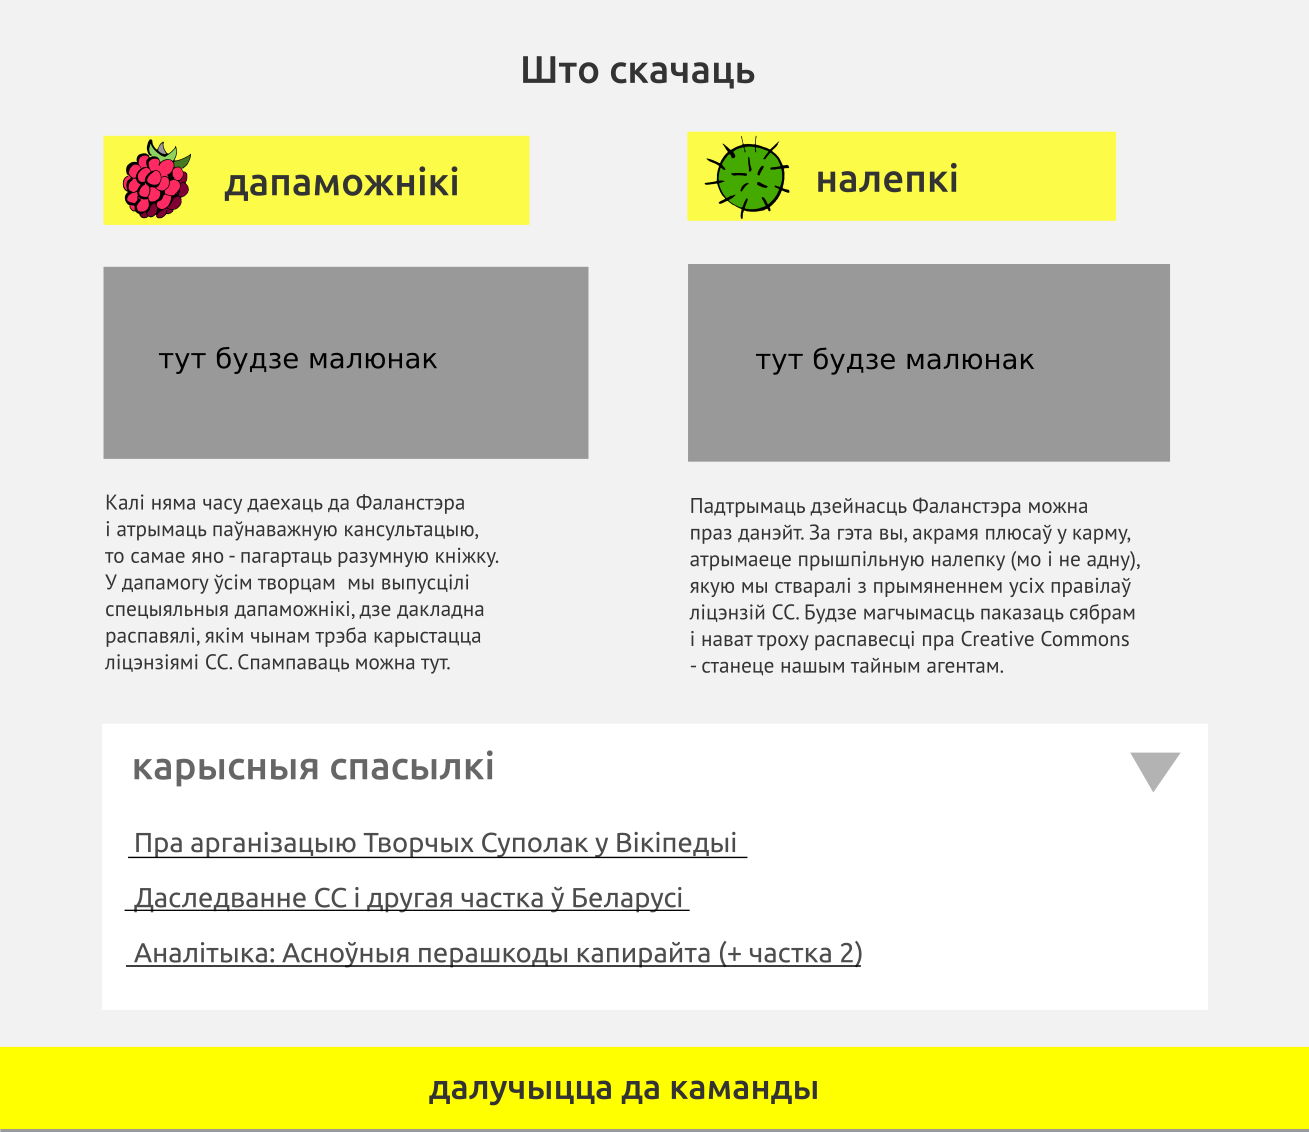 Што скачаць
дапаможнікі
налепкі
тут будзе малюнак
тут будзе малюнак
Калі няма часу даехаць да Фаланстэра
і атрымаць паўнаважную кансультацыю,
то самае яно - пагартаць разумную кніжку.
У дапамогу ўсім творцам  мы выпусцілі
спецыяльныя дапаможнікі, дзе дакладна
распавялі, якім чынам трэба карыстацца
ліцэнзіямі СС. Спампаваць можна тут.
Падтрымаць дзейнасць Фаланстэра можна
праз данэйт. За гэта вы, акрамя плюсаў у карму,
атрымаеце прышпільную налепку (мо і не адну),
якую мы стваралі з прымяненнем усіх правілаў
ліцэнзій СС. Будзе магчымасць паказаць сябрам
і нават троху распавесці пра Creative Commons
- станеце нашым тайным агентам.
карысныя спасылкі
Пра арганізацыю Творчых Суполак у Вікіпедыі
Даследванне СС і другая частка ў Беларусі
Аналітыка: Асноўныя перашкоды капирайта (+ частка 2)
далучыцца да каманды